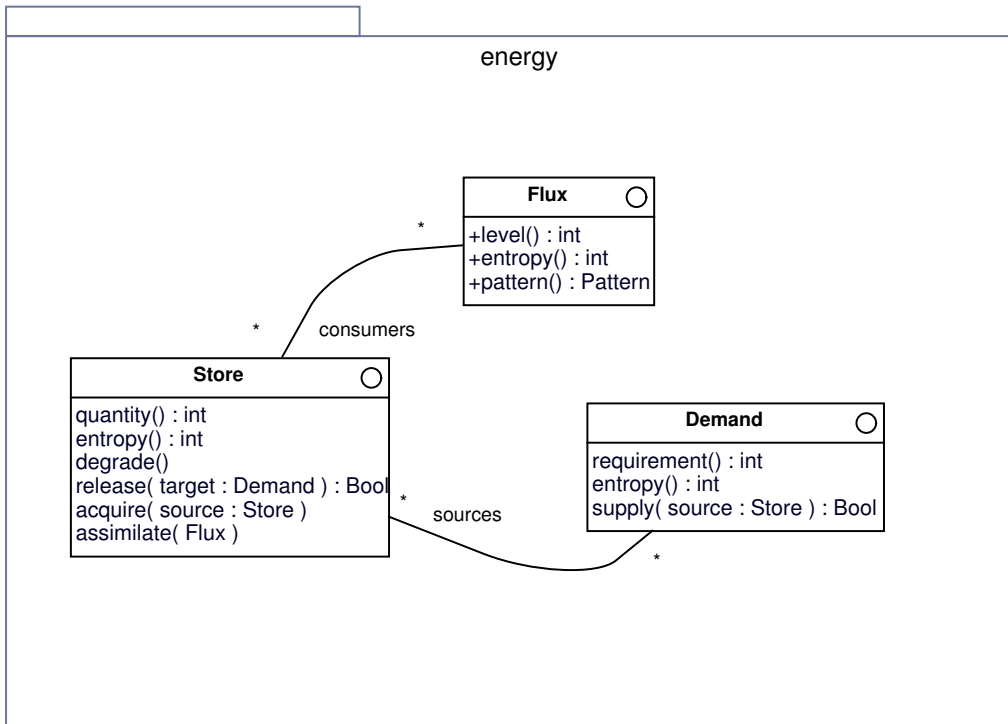 energy
Flux
+level() : int
+entropy() : int
+pattern() : Pattern
*
*
consumers
Store
quantity() : int
entropy() : int
degrade()
release( target : Demand ) : Bool
acquire( source : Store )
assimilate( Flux )
*
sources
Demand
requirement() : int
entropy() : int
supply( source : Store ) : Bool
*